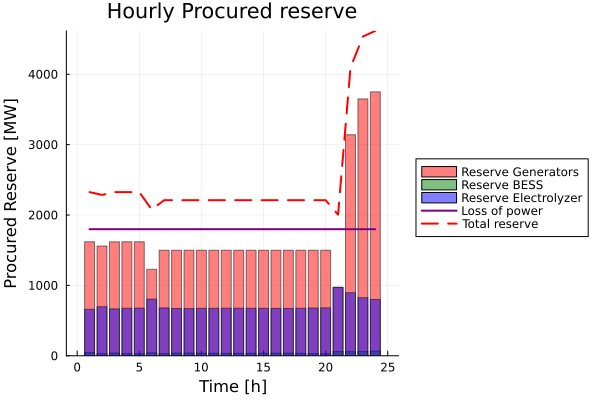 Hourly Procured reserve
Procured Reserve [MW]
4000
3000
2000
1000
0
0 5 10 15 20 25
Time [h]
Reserve Generators
Reserve BESS
Reserve Electrolyzer
Loss of power
Total reserve